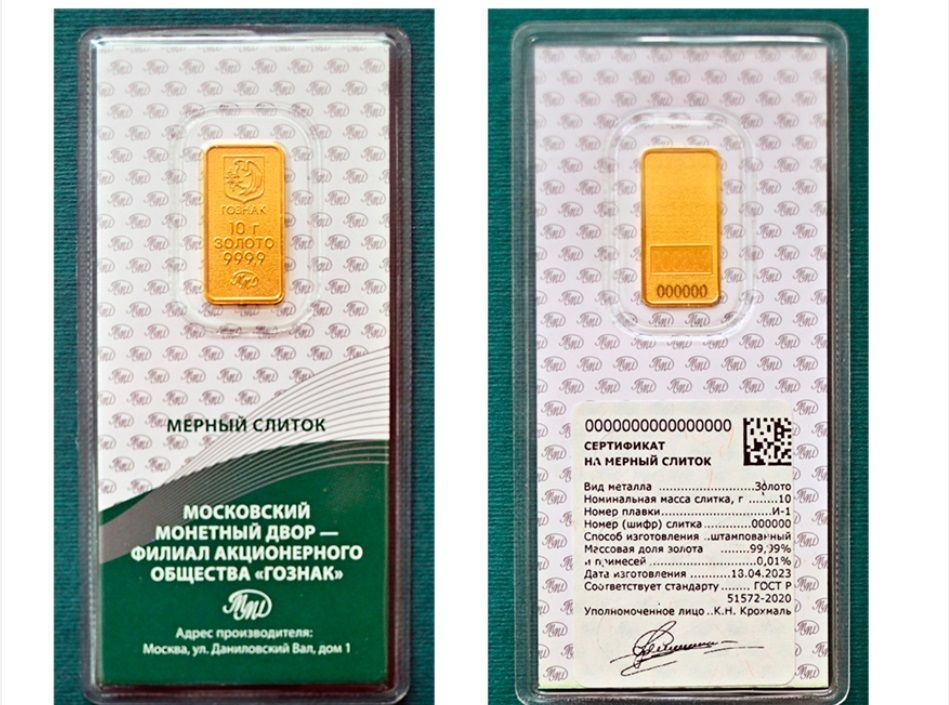 ГОЗНАК
10 г
ЗОЛОТО
999,9
МЕРНЫЙ СЛИТОК
МОСКОВСКИЙ
МОНЕТНЫЙ ДВОР —
ФИЛИАЛ АКЦИОНЕРНОГО
ОБЩЕСТВА «ГОЗНАК»
Адрес производителя:
Москва, ул. Даниловский Вал, дом 1
000000
0000000000000000
СЕРТИФИКАТ
НА МЕРНЫЙ СЛИТОК
Вид металла ........................Золото
Номинальная масса слитка, г .......10
Номер плавки...........................И-1
Номер (шифр) слитка...........000000
Способ изготовления ..штампованный
Массовая доля золота .......99,99%
и примесей ............................0,01%
Дата изготовления ..........18.04.2023
Соответствует стандарту....... ГОСТ Р
51572-2020
Уполномоченное лицо ..К.Н. Крохмаль